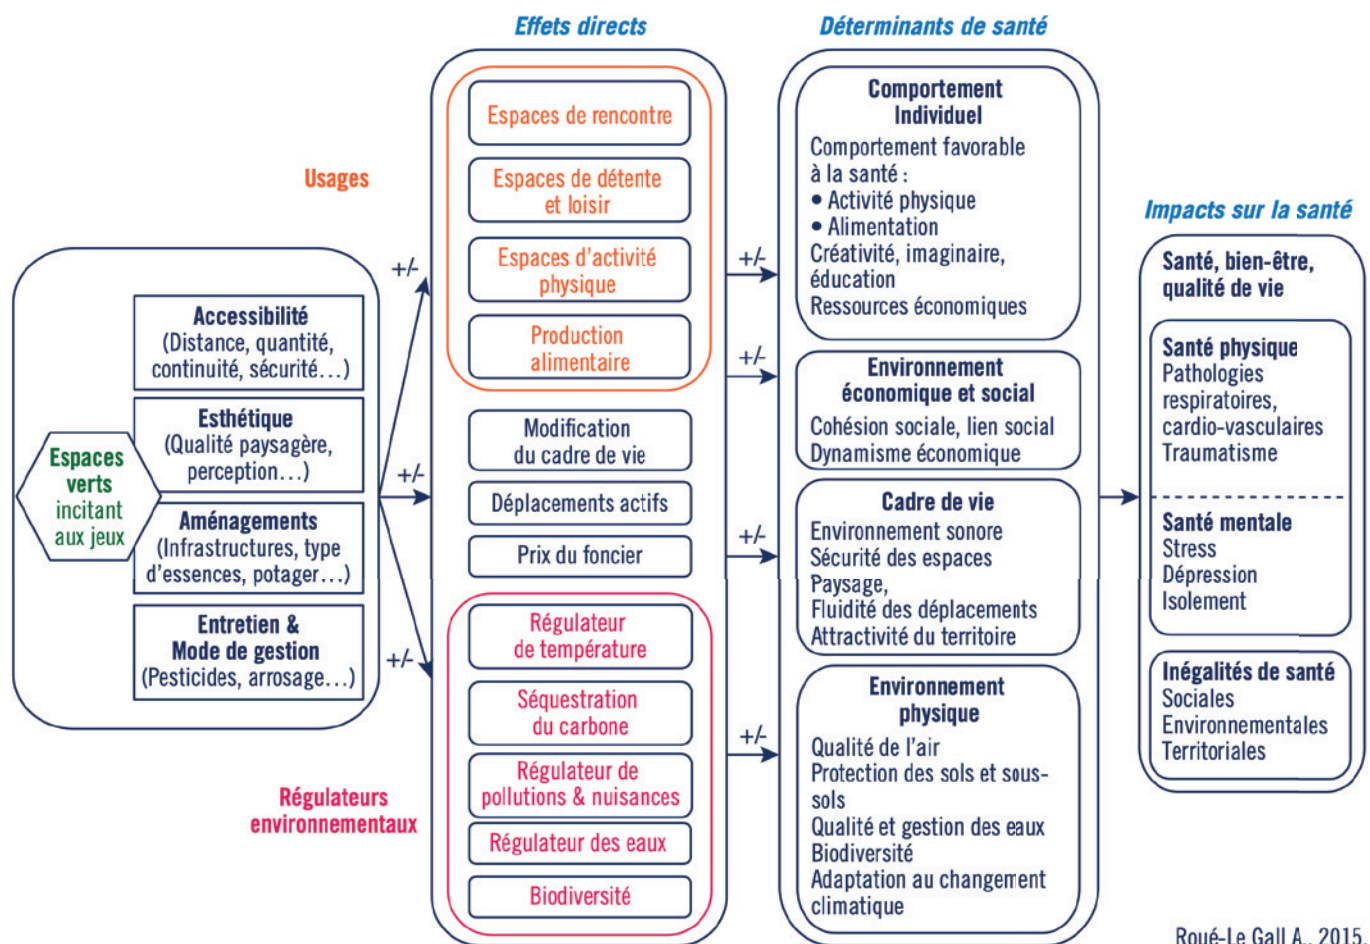 Effets directs
Déterminants de santé
Impacts sur la santé
Usages
Régulateurs
environnementaux
Espaces
verts
incitant
aux jeux
Accessibilité
(Distance, quantité,
continuité, sécurité…)
Esthétique
(Qualité paysagère,
perception…)
Aménagements
(Infrastructures, type
d’essences, potager…)
Entretien &
Mode de gestion
(Pesticides, arrosage…)
+/-
+/-
+/-
Espaces de rencontre
Espaces de détente
et loisir
Espaces d’activité
physique
Production
alimentaire
Modification
du cadre de vie
Déplacements actifs
Prix du foncier
Régulateur
de température
Séquestration
du carbone
Régulateur de
pollutions & nuisances
Régulateur des eaux
Biodiversité
+/-
+/-
+/-
+/-
Comportement
Individuel
Comportement favorable
à la santé :
• Activité physique
• Alimentation
Créativité, imaginaire,
éducation
Ressources économiques
Environnement
économique et social
Cohésion sociale, lien social
Dynamisme économique
Cadre de vie
Environnement sonore
Sécurité des espaces
Paysage,
Fluidité des déplacements
Attractivité du territoire
Environnement
physique
Qualité de l’air
Protection des sols et sous-
sols
Qualité et gestion des eaux
Biodiversité
Adaptation au changement
climatique
Santé, bien-être,
qualité de vie
Santé physique
Pathologies
respiratoires,
cardio-vasculaires
Traumatisme
Santé mentale
Stress
Dépression
Isolement
Inégalités de santé
Sociales
Environnementales
Territoriales
Roué-Le Gall A., 2015.